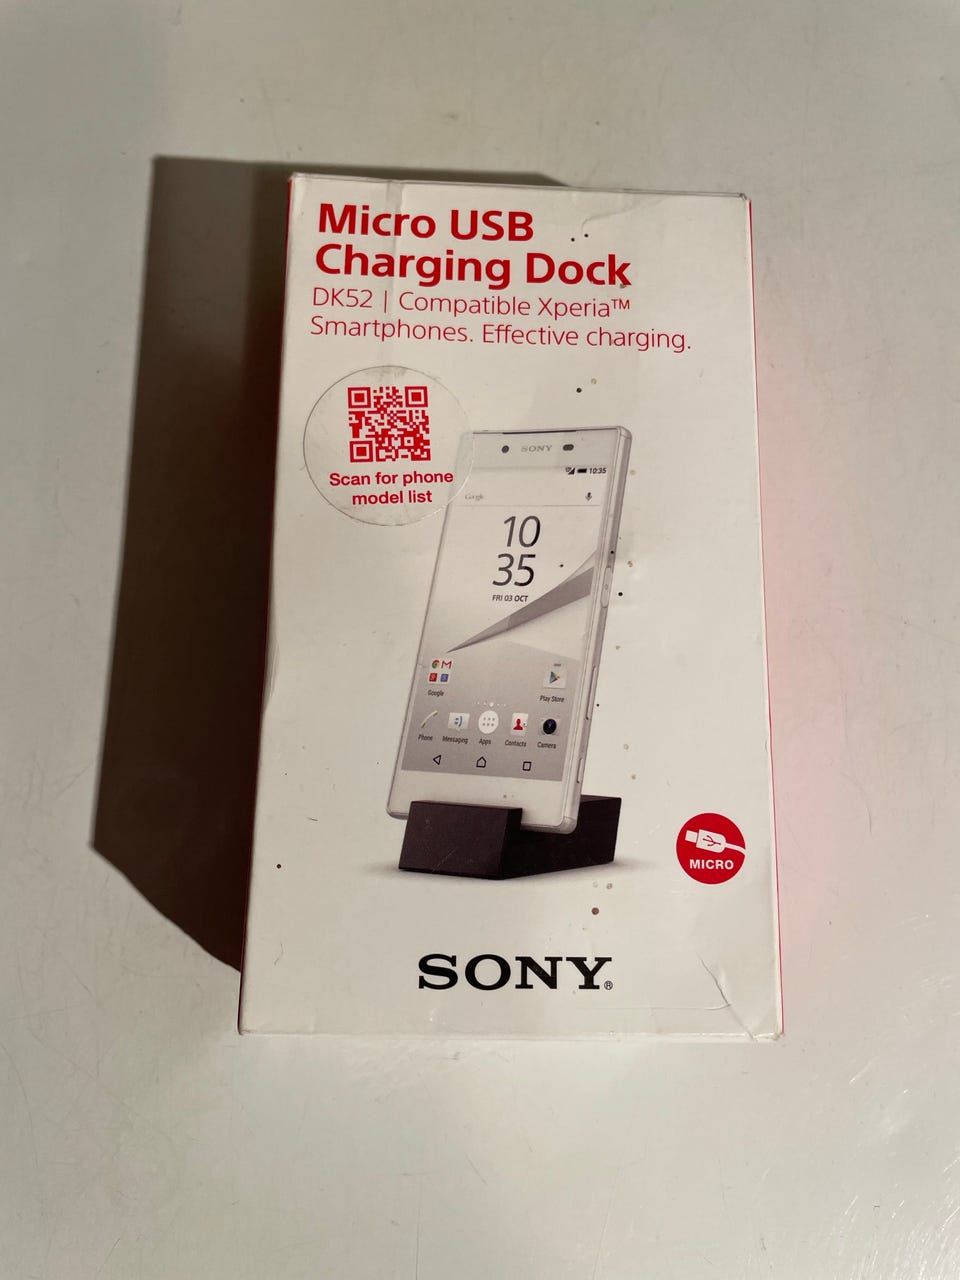 Micro USB
Charging Dock
DK52 | Compatible Xperia™
Smartphones. Effective charging.
Scan for phone
model list
SONY
10:35
Google
10
35
FRI 03 OCT
Google
Play Store
Phone
Messaging
Apps
Contacts
Camera
MICRO
SONY®